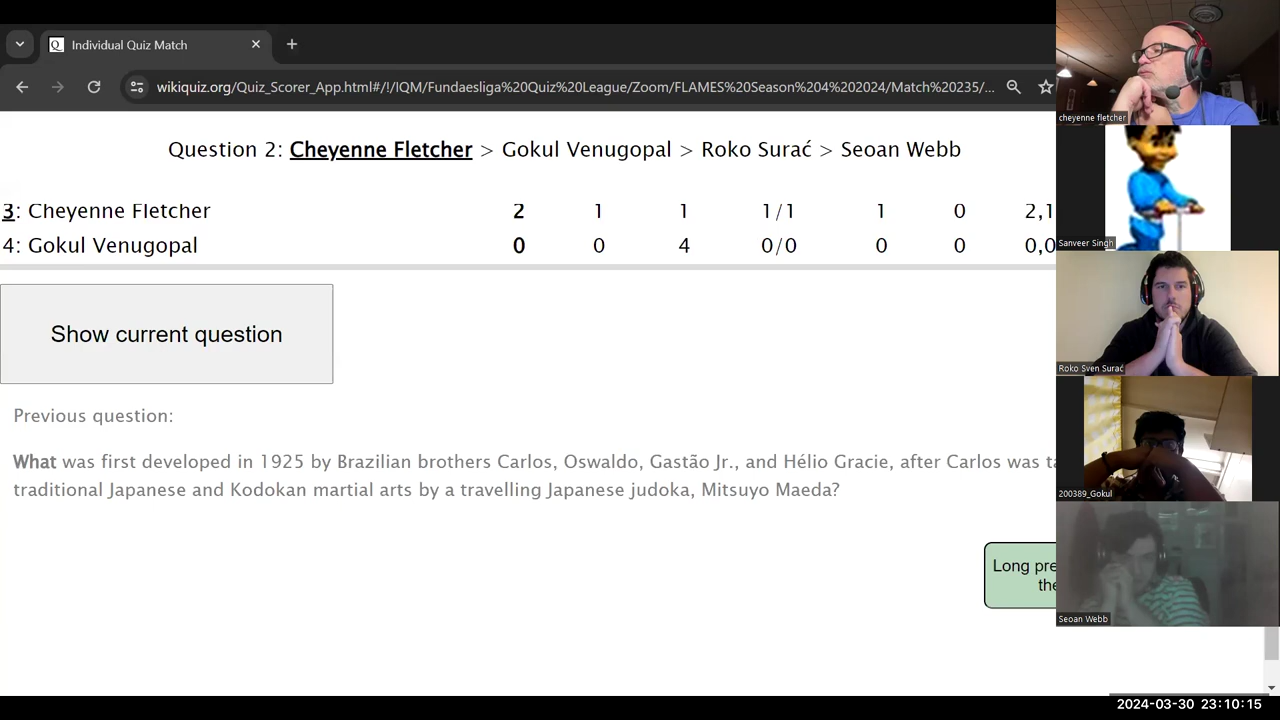 Individual Quiz Match
wikiquiz.org/Quiz_Scorer_App.html#/!/IQM/Fundaesliga%20Quiz%20League/Zoom/FLAMES%20Season%204%202024/Match%20235/...
Question 2: Cheyenne Fletcher > Gokul Venugopal > Roko Surać > Seoan Webb
3: Cheyenne Fletcher 2 1 1 1/1 1 0 2,1
4: Gokul Venugopal 0 0 4 0/0 0 0 0,0
Show current question
Previous question:
What was first developed in 1925 by Brazilian brothers Carlos, Oswaldo, Gastão Jr., and Hélio Gracie, after Carlos was ta
traditional Japanese and Kodokan martial arts by a travelling Japanese judoka, Mitsuyo Maeda?
Long pre
the
cheyenne fletcher
Sanveer Singh
Roko Sven Surać
200389_Gokul
Seoan Webb
2024-03-30 23:10:15